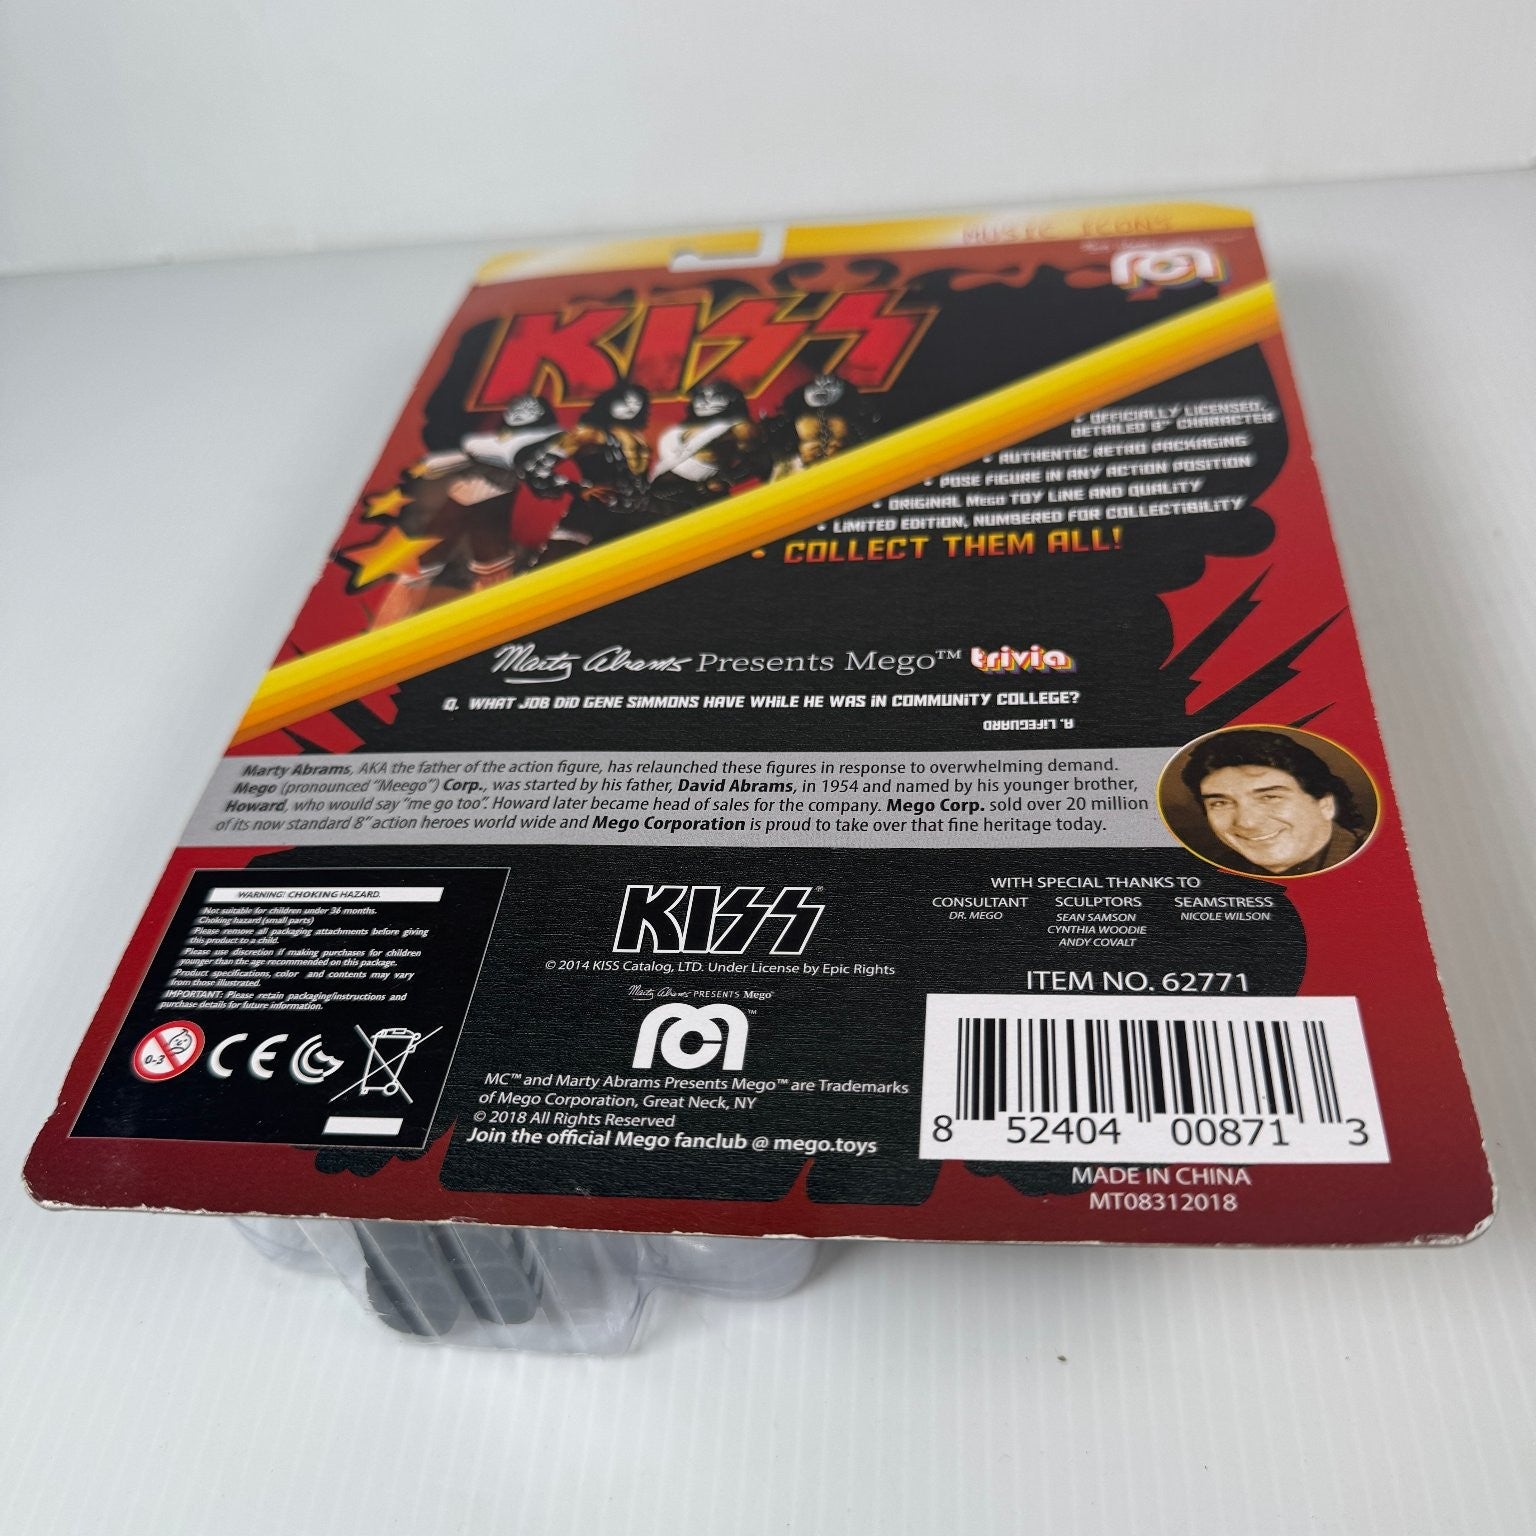 MUSIC ICONS
KISS
• OFFICIALLY LICENSED,
DETAILED 8" CHARACTER
• AUTHENTIC RETRO PACKAGING
• POSE FIGURE IN ANY ACTION POSITION
• ORIGINAL MEGO TOY LINE AND QUALITY
• LIMITED EDITION, NUMBERED FOR COLLECTIBILITY
• COLLECT THEM ALL!
Marty Abrams Presents Mego™ trivia
Q. WHAT JOB DID GENE SIMMONS HAVE WHILE HE WAS IN COMMUNITY COLLEGE?
A. LIFEGUARD
Marty Abrams, AKA the father of the action figure, has relaunched these figures in response to overwhelming demand.
Mego (pronounced "Meego") Corp., was started by his father, David Abrams, in 1954 and named by his younger brother,
Howard, who would say "me go too". Howard later became head of sales for the company. Mego Corp. sold over 20 million
of its now standard 8" action heroes world wide and Mego Corporation is proud to take over that fine heritage today.
WARNING! CHOKING HAZARD.
Not suitable for children under 36 months.
Choking hazard (small parts)
Please remove all packaging attachments before giving
this product to a child.
Please use discretion if making purchases for children
younger than the age recommended on this package.
Product specifications, color and contents may vary
from those illustrated.
IMPORTANT: Please retain packaging/instructions and
purchase details for future information.
0-3
CE
KISS®
© 2014 KISS Catalog, LTD. Under License by Epic Rights
Marty Abrams PRESENTS Mego™
MC™ and Marty Abrams Presents Mego™ are Trademarks
of Mego Corporation, Great Neck, NY
© 2018 All Rights Reserved
Join the official Mego fanclub @ mego.toys
WITH SPECIAL THANKS TO
CONSULTANT SCULPTORS SEAMSTRESS
DR. MEGO SEAN SAMSON NICOLE WILSON
CYNTHIA WOODIE
ANDY COVALT
ITEM NO. 62771
8 52404 00871 3
MADE IN CHINA
MT08312018